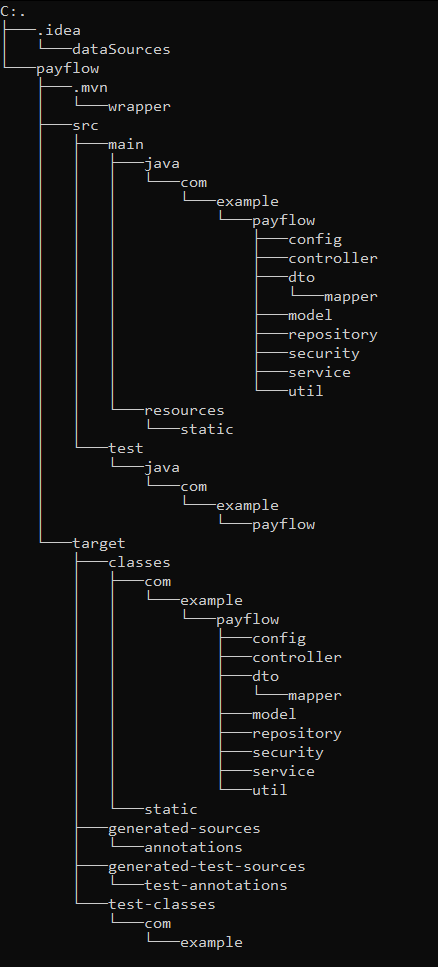 C:.
├───.idea
│   └───dataSources
└───payflow
    ├───.mvn
    │   └───wrapper
    ├───src
    │   ├───main
    │   │   ├───java
    │   │   │   └───com
    │   │   │       └───example
    │   │   │           └───payflow
    │   │   │               ├───config
    │   │   │               ├───controller
    │   │   │               ├───dto
    │   │   │               │   └───mapper
    │   │   │               ├───model
    │   │   │               ├───repository
    │   │   │               ├───security
    │   │   │               ├───service
    │   │   │               └───util
    │   │   └───resources
    │   │       └───static
    │   └───test
    │       └───java
    │           └───com
    │               └───example
    │                   └───payflow
    └───target
        ├───classes
        │   ├───com
        │   │   └───example
        │   │       └───payflow
        │   │           ├───config
        │   │           ├───controller
        │   │           ├───dto
        │   │           │   └───mapper
        │   │           ├───model
        │   │           ├───repository
        │   │           ├───security
        │   │           ├───service
        │   │           └───util
        │   └───static
        ├───generated-sources
        │   └───annotations
        ├───generated-test-sources
        │   └───test-annotations
        └───test-classes
            └───com
                └───example